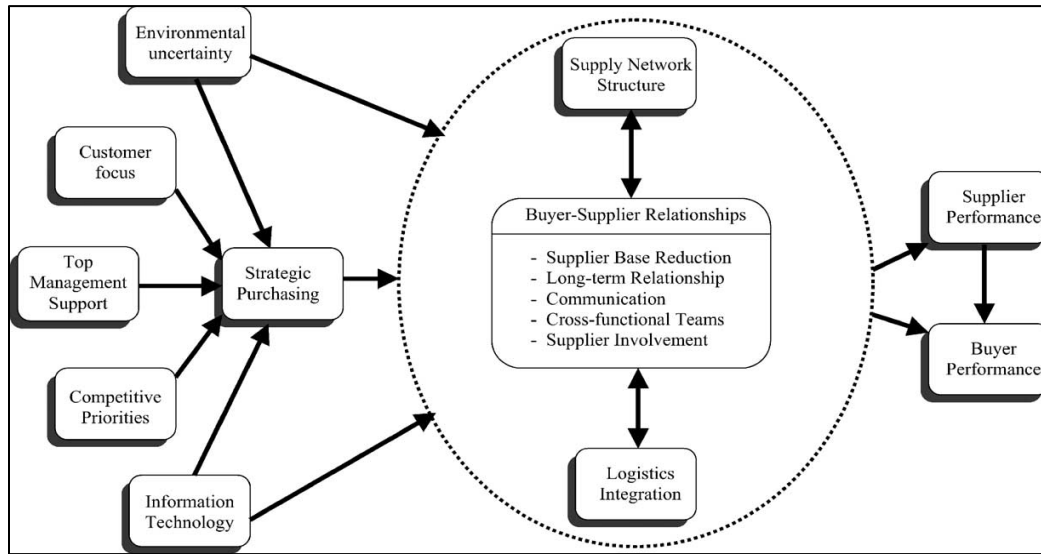 Environmental
uncertainty
Customer
focus
Top
Management
Support
Competitive
Priorities
Information
Technology
Strategic
Purchasing
Supply Network
Structure
Buyer-Supplier Relationships
- Supplier Base Reduction
- Long-term Relationship
- Communication
- Cross-functional Teams
- Supplier Involvement
Logistics
Integration
Supplier
Performance
Buyer
Performance